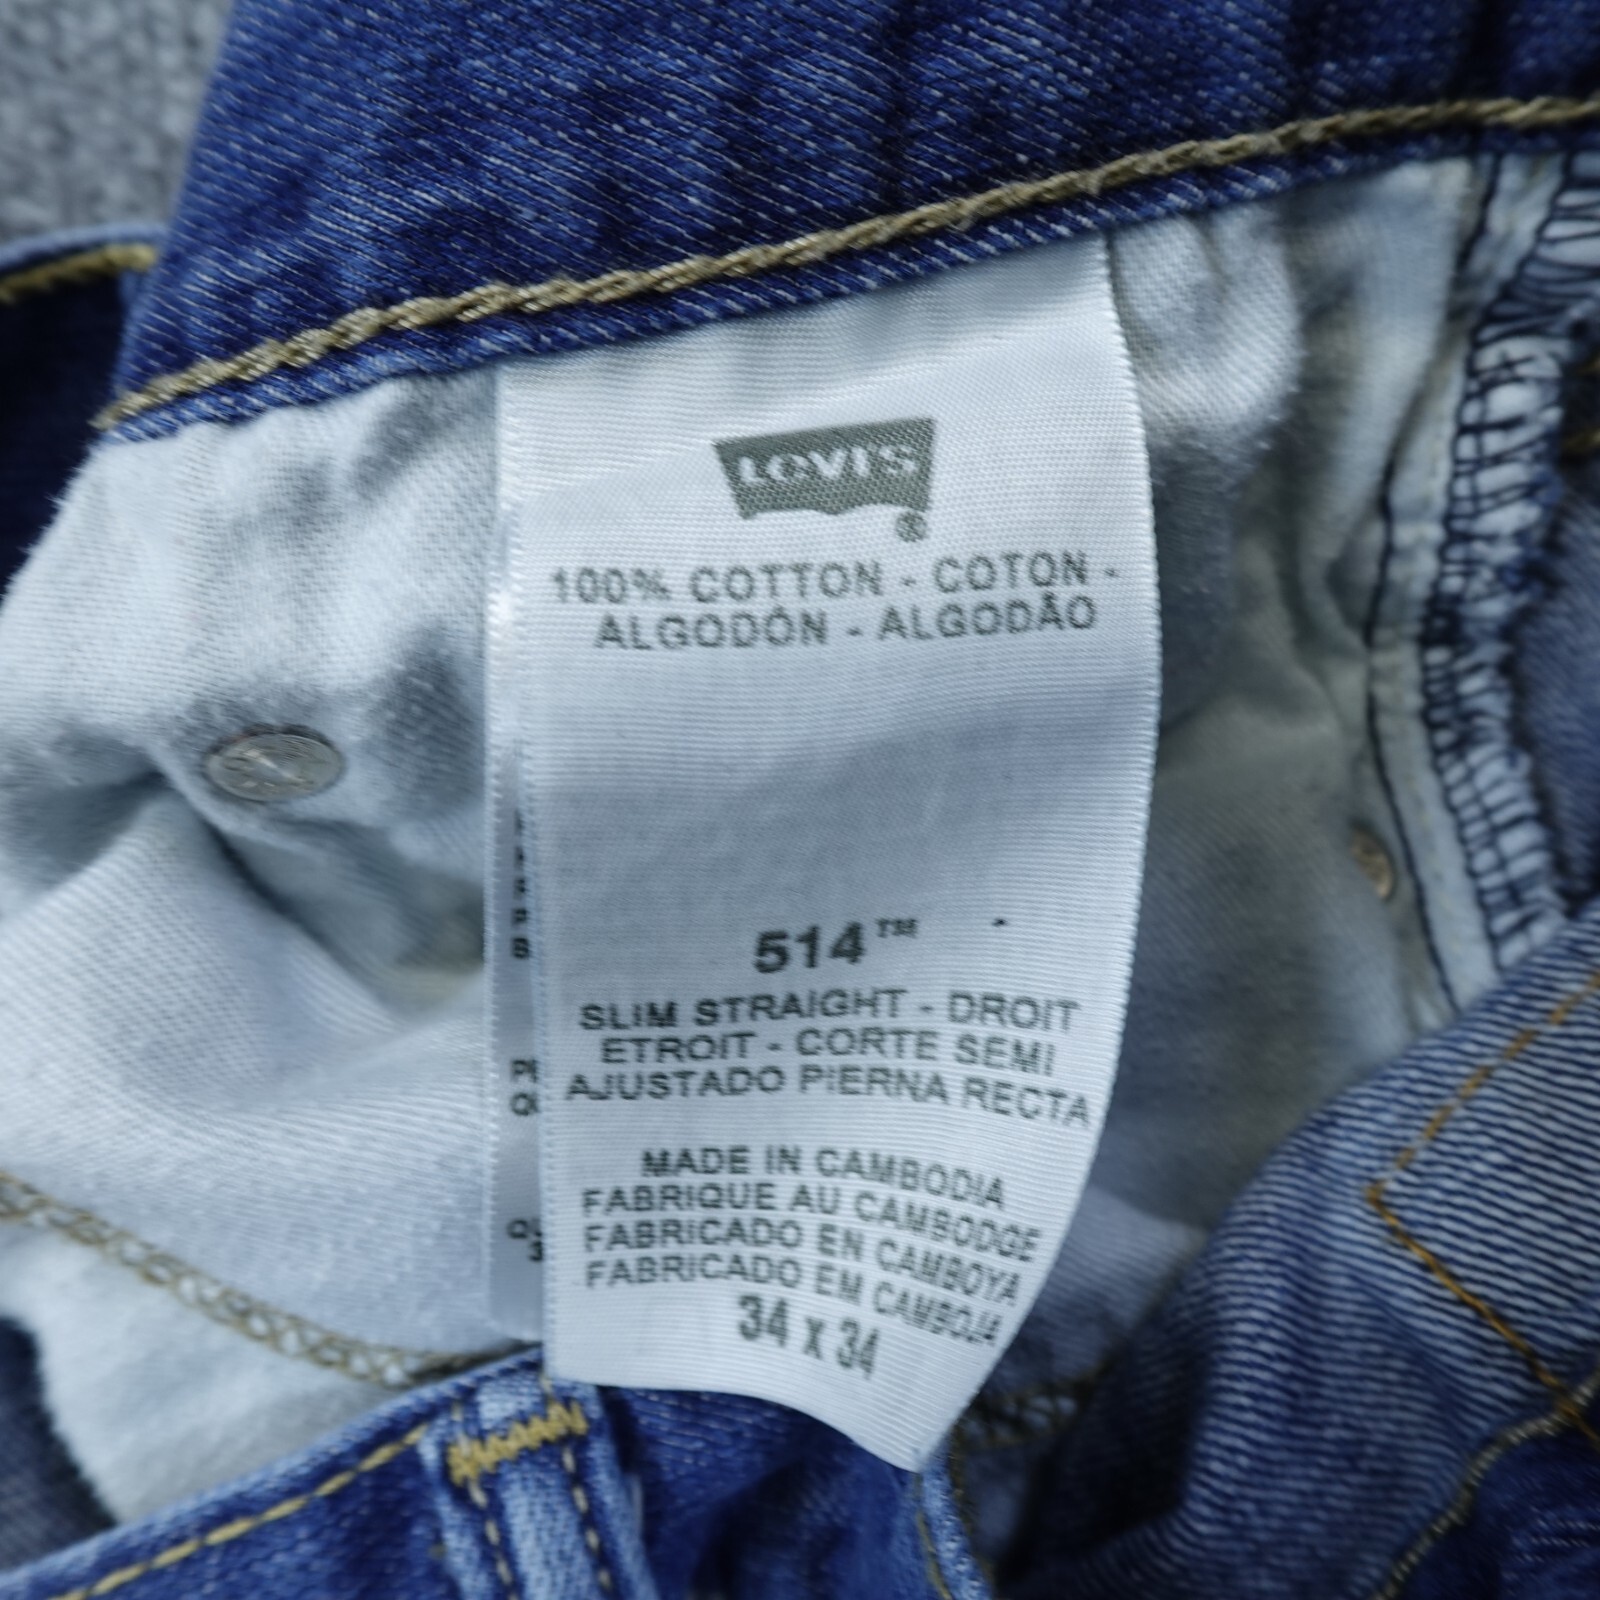 LEVI'S
®
100% COTTON - COTON -
ALGODÓN - ALGODÃO
514™
SLIM STRAIGHT - DROIT
ETROIT - CORTE SEMI
AJUSTADO PIERNA RECTA
MADE IN CAMBODIA
FABRIQUE AU CAMBODGE
FABRICADO EN CAMBOYA
FABRICADO EM CAMBOJA
34 x 34